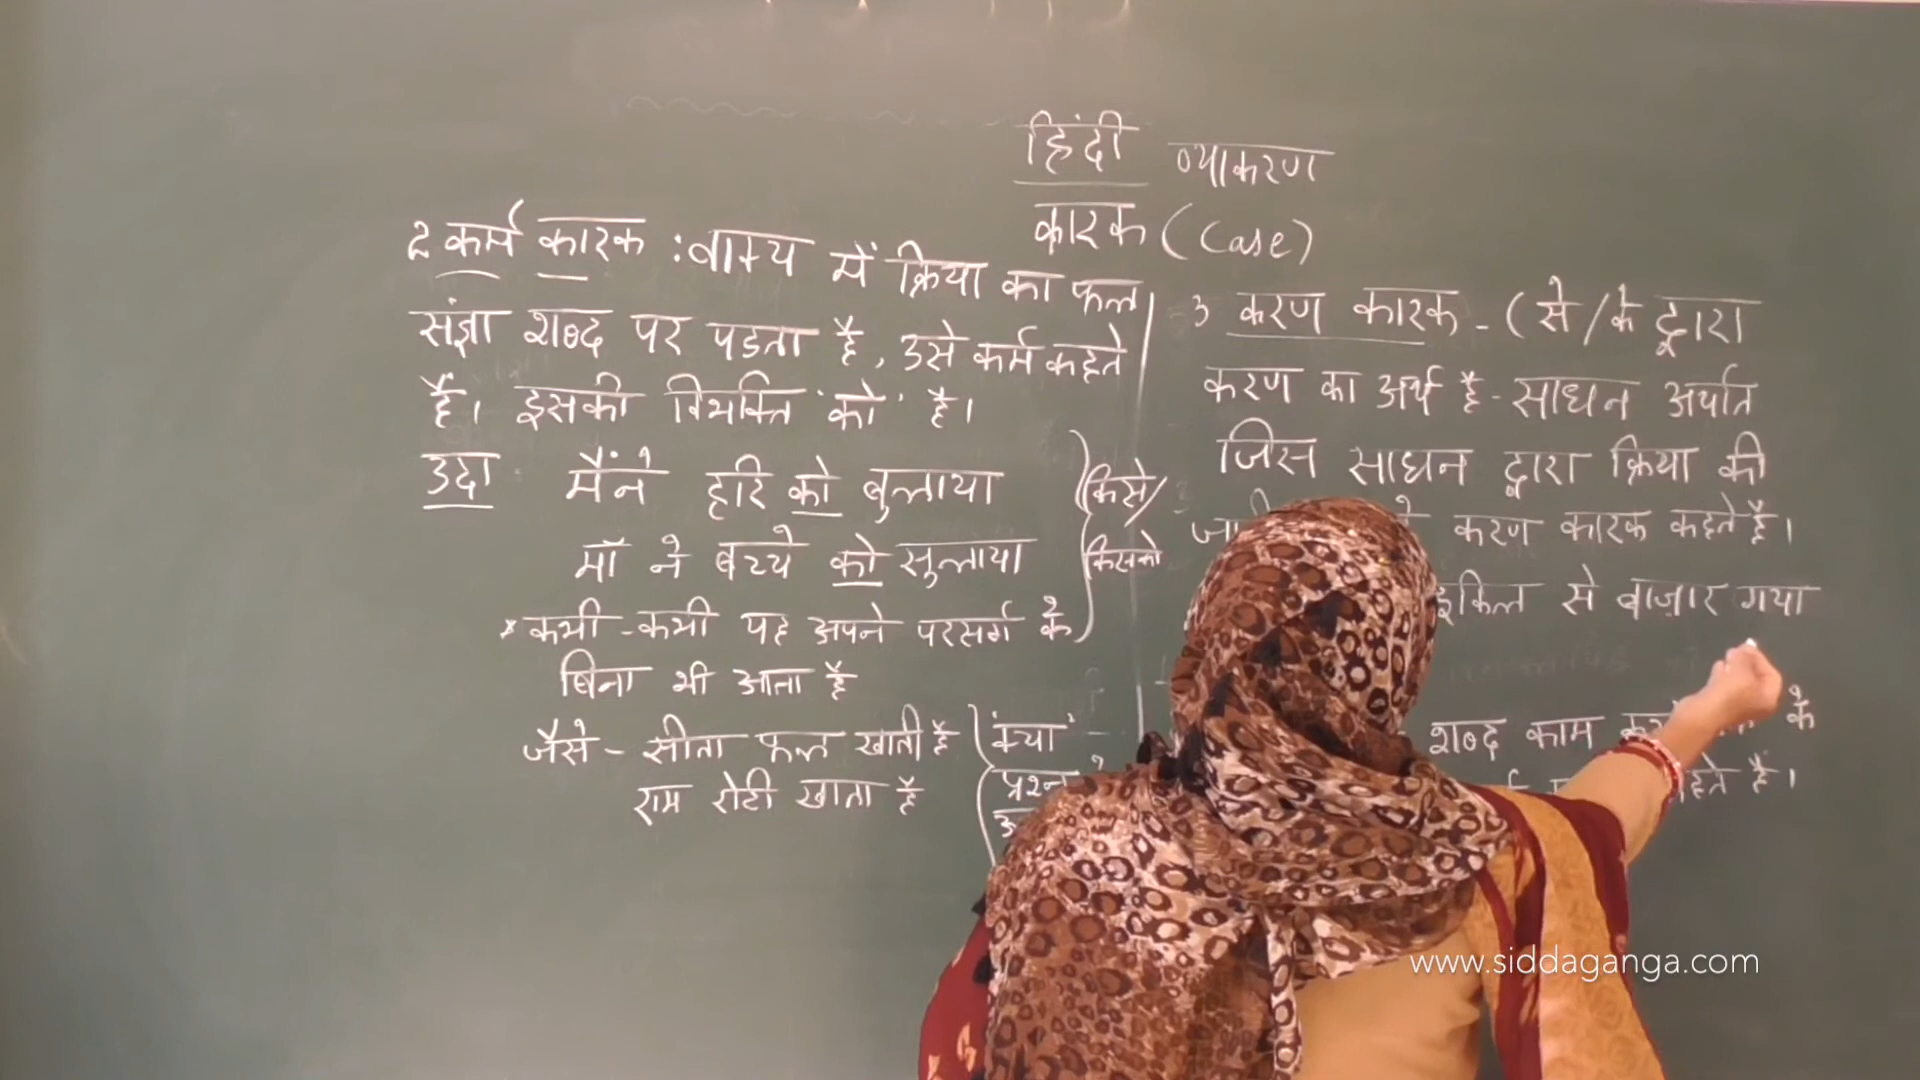 हिंदी व्याकरण
कारक (Case)
2 कर्म कारक : वाक्य में क्रिया का फल
संज्ञा शब्द पर पडता है, उसे कर्म कहते
हैं। इसकी विभक्ति 'को' है।
उदा मैंने हरि को बुलाया
माँ ने बच्चे को सुलाया
किसे/
किसको
* कभी-कभी यह अपने परसर्ग के
बिना भी आता है
जैसे - सीता फल खाती है
राम रोटी खाता है
'क्या'
प्रश्न
3 करण कारक - (से/के द्वारा
करण का अर्थ है - साधन अर्थात
जिस साधन द्वारा क्रिया की
करण कारक कहते है।
से बाज़ार गया
शब्द काम के
है।
www.siddaganga.com